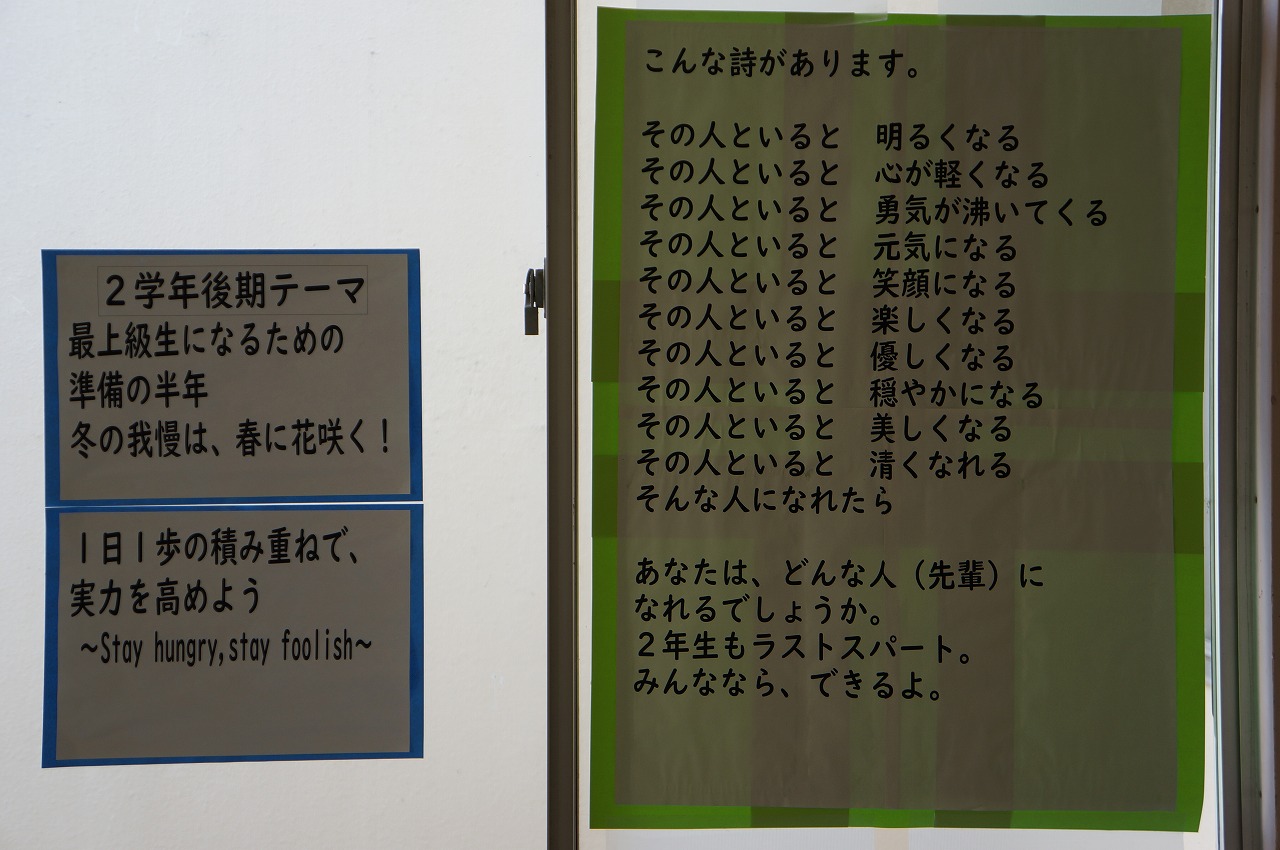 ２学年後期テーマ
最上級生になるための
準備の半年
冬の我慢は、春に花咲く！
１日１歩の積み重ねで、
実力を高めよう
～Stay hungry,stay foolish～
こんな詩があります。
その人といると　明るくなる
その人といると　心が軽くなる
その人といると　勇気が沸いてくる
その人といると　元気になる
その人といると　笑顔になる
その人といると　楽しくなる
その人といると　優しくなる
その人といると　穏やかになる
その人といると　美しくなる
その人といると　清くなれる
そんな人になれたら
あなたは、どんな人（先輩）に
なれるでしょうか。
２年生もラストスパート。
みんななら、できるよ。